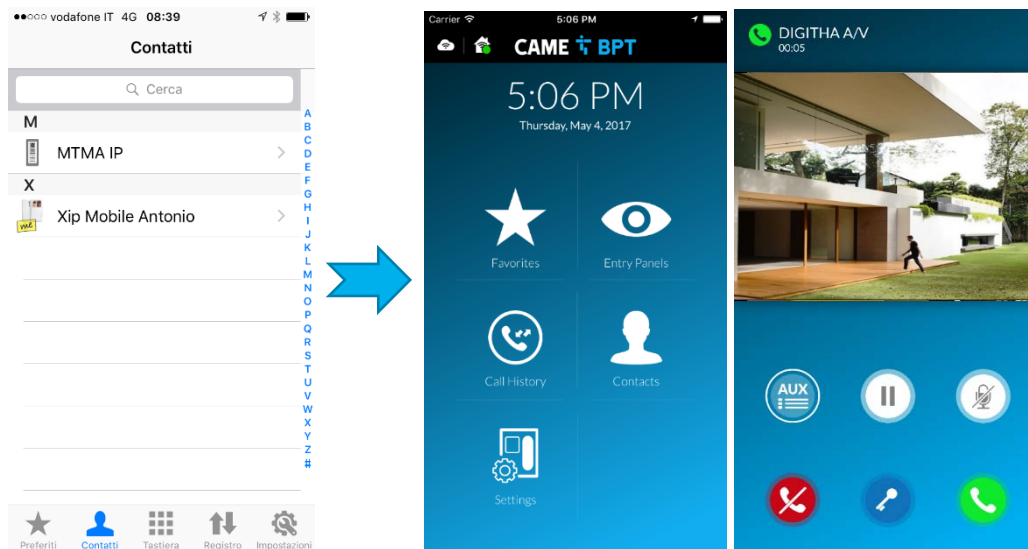 vodafone IT 4G 08:39
Contatti
Cerca
M
MTMA IP
X
me
Xip Mobile Antonio
A
B
C
D
E
F
G
H
I
J
K
L
M
N
O
P
Q
R
S
T
U
V
W
X
Y
Z
#
Preferiti Contatti Tastiera Registro Impostazioni
Carrier 5:06 PM
CAME BPT
5:06 PM
Thursday, May 4, 2017
Favorites Entry Panels
Call History Contacts
Settings
DIGITHA A/V
00:05
AUX